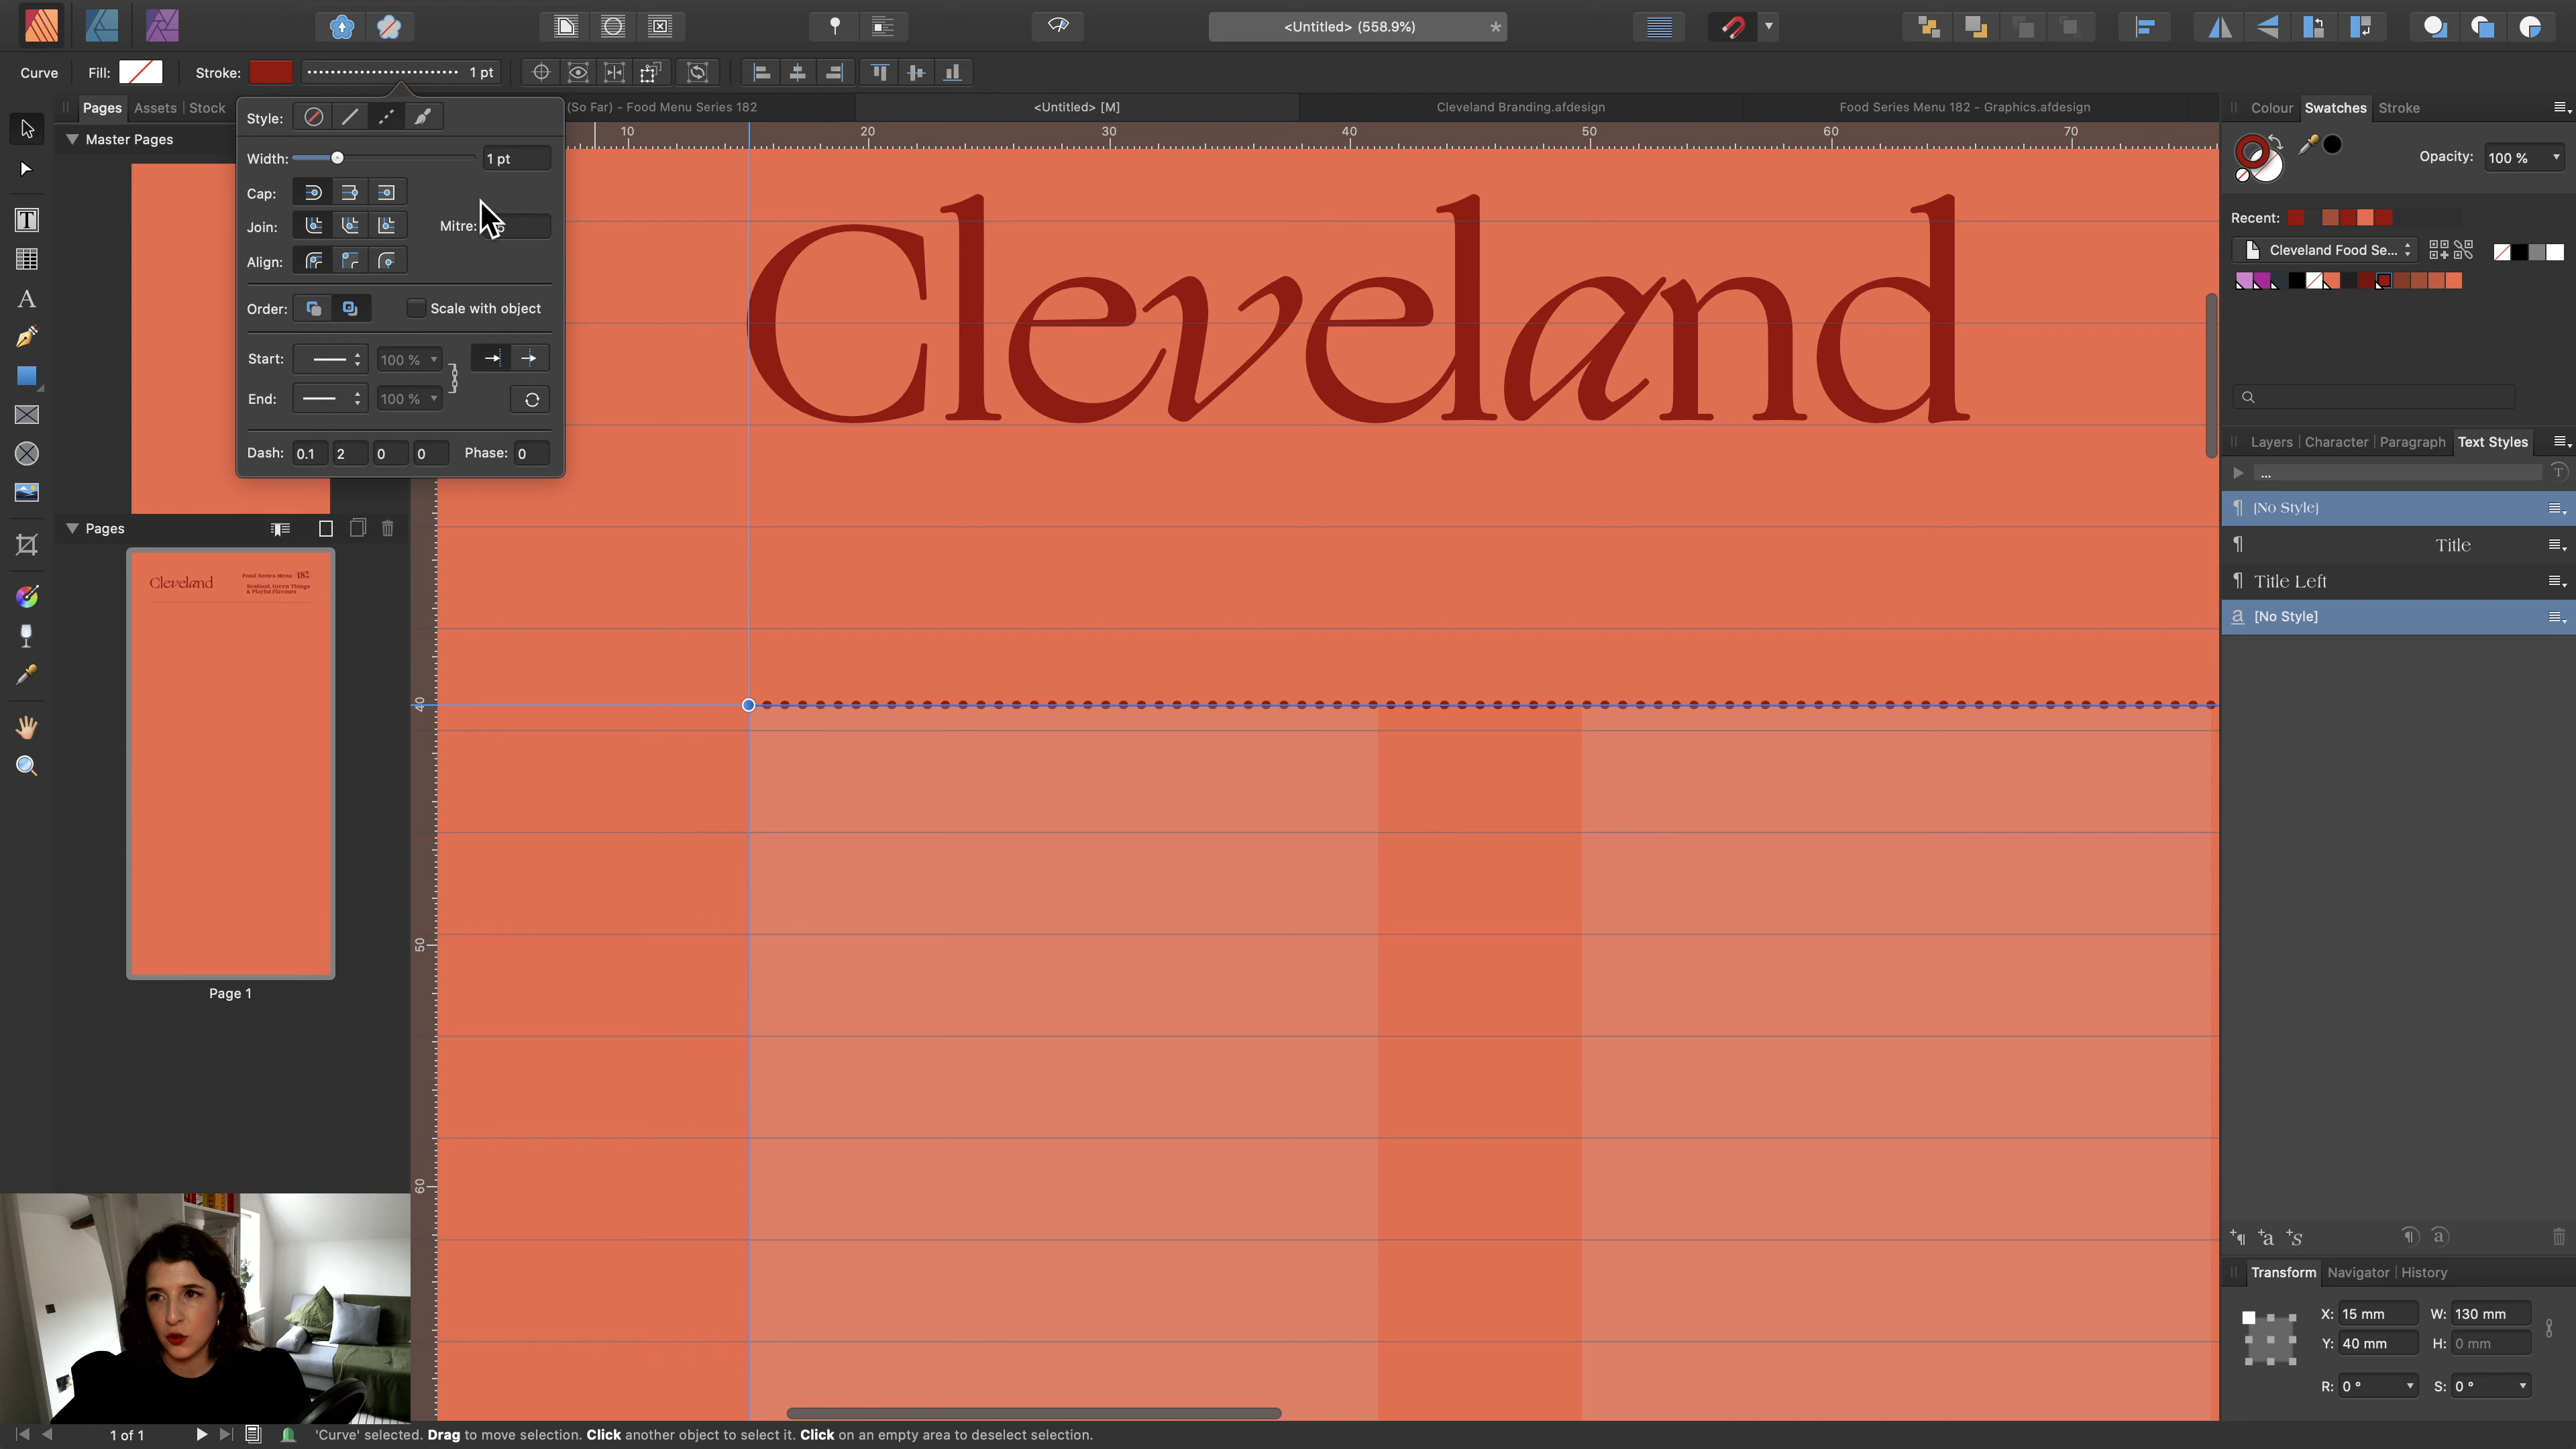 <Untitled> (558.9%)
*
Curve
Fill:
Stroke:
1 pt
Pages
Assets
Stock
(So Far) - Food Menu Series 182
<Untitled> [M]
Cleveland Branding.afdesign
Food Series Menu 182 - Graphics.afdesign
Master Pages
Style:
Width:
1 pt
Cap:
Join:
Mitre:
Align:
Order:
Scale with object
Start:
100 %
End:
100 %
Dash:
0.1
2
0
0
Phase:
0
10
20
30
40
50
60
70
Cleveland
40
50
60
Pages
Cleveland
Food Series Menu 182
Seafood, Green Things
& Playful Flavours
Page 1
Colour
Swatches
Stroke
Opacity:
100 %
Recent:
Cleveland Food Se...
Layers
Character
Paragraph
Text Styles
...
[No Style]
Title
Title Left
a [No Style]
Transform
Navigator
History
X: 15 mm
W: 130 mm
Y: 40 mm
H: 0 mm
R: 0 °
S: 0 °
1 of 1
'Curve' selected. Drag to move selection. Click another object to select it. Click on an empty area to deselect selection.